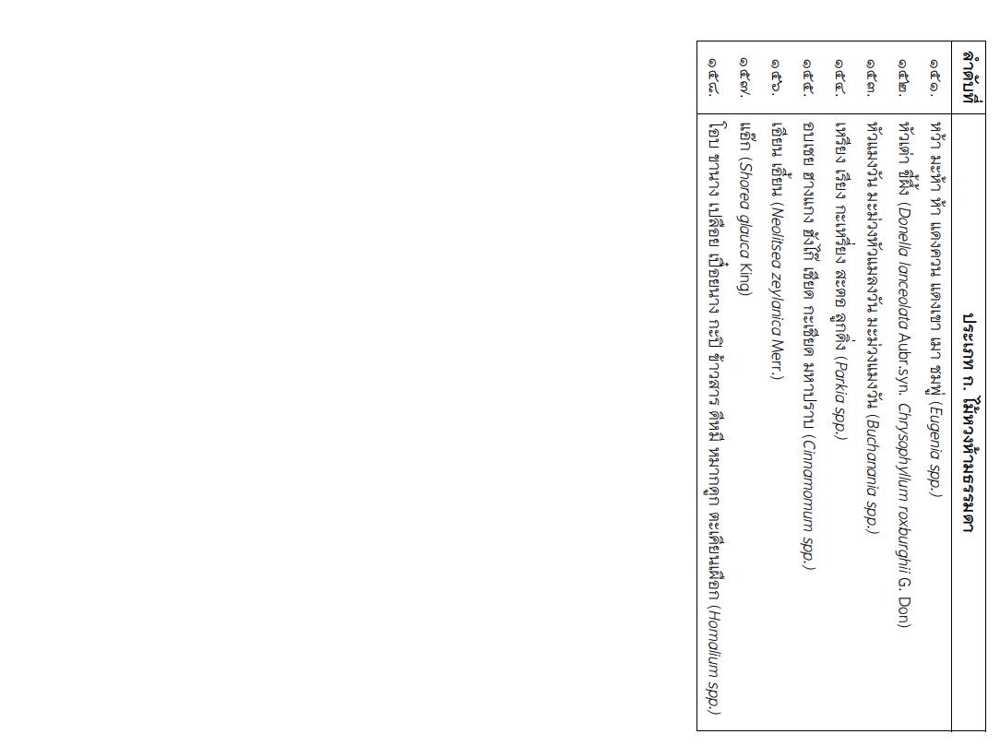 ลำดับที่ ประเภท ก. ไม้หวงห้ามธรรมดา
๑๕๑. หว้า มะห้า ห้า แดงควน แดงเขา เมา ชมพู่ (Eugenia spp.)
๑๕๒. หัวเต่า ขี้ผึ้ง (Donella lanceolata Aubr.syn. Chrysophyllum roxburghii G. Don)
๑๕๓. หัวแมงวัน มะม่วงหัวแมลงวัน มะม่วงแมงวัน (Buchanania spp.)
๑๕๔. เหรียง เรียง กะเหรี่ยง สะตอ ลูกดิ่ง (Parkia spp.)
๑๕๕. อบเชย ฮางแกง ฮังไก๊ เชียด กะเชียด มหาปราบ (Cinnamomum spp.)
๑๕๖. เอียน เอี้ยน (Neolitsea zeylanica Merr.)
๑๕๗. แอ๊ก (Shorea glauca King)
๑๕๘. โอบ ขานาง เปลือย เปื๋อยนาง กะปิ ข้าวสาร คีหมี หมากดูก ตะเคียนเผือก (Homalium spp.)